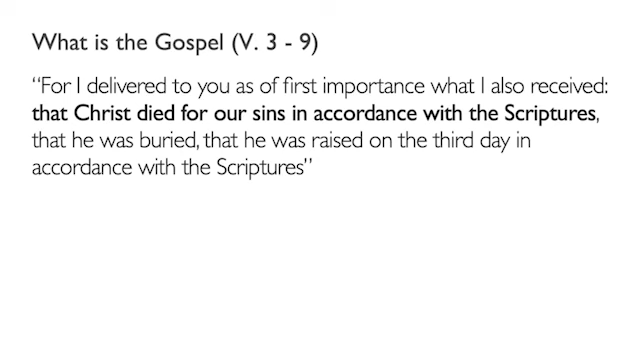 What is the Gospel (V. 3 - 9)
“For I delivered to you as of first importance what I also received:
that Christ died for our sins in accordance with the Scriptures,
that he was buried, that he was raised on the third day in
accordance with the Scriptures”